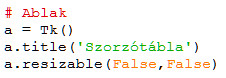 # Ablak
a = Tk()
a.title('Szorzótábla')
a.resizable(False,False)